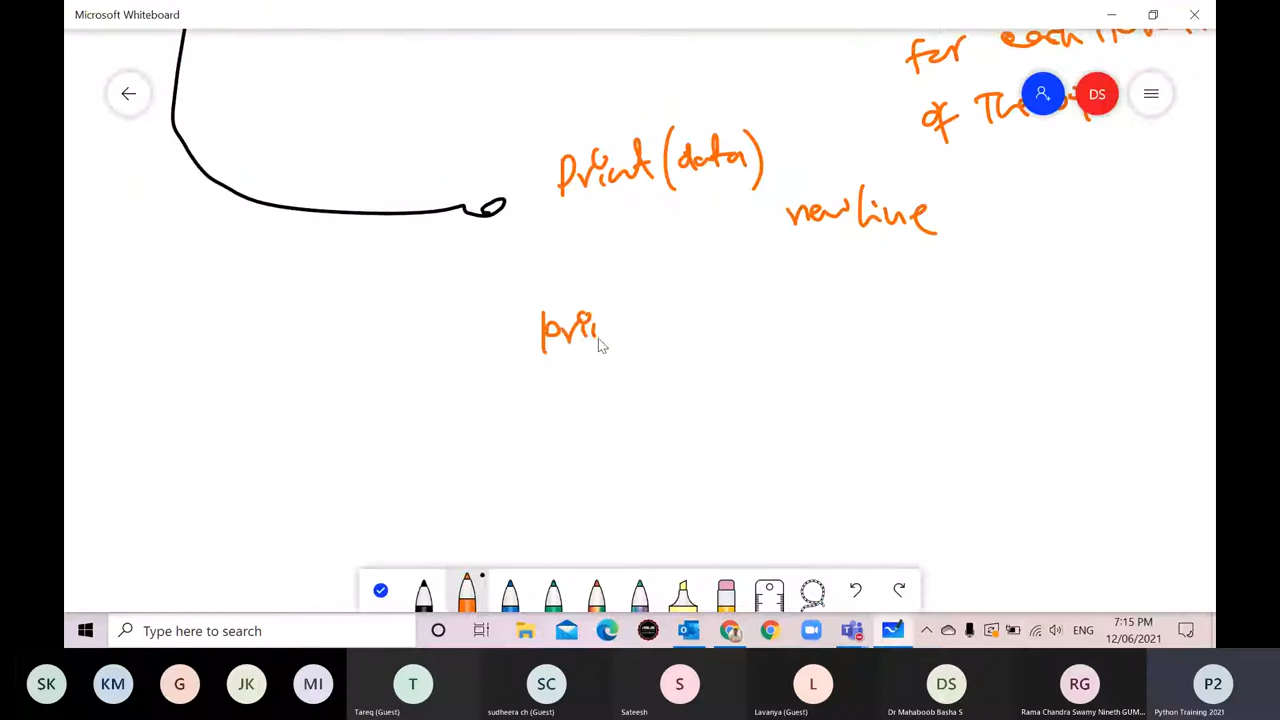 Microsoft Whiteboard
for each
of The
DS
Print(data)
newline
pri
Type here to search
ENG
7:15 PM
12/06/2021
SK
KM
G
JK
MI
T
SC
S
L
DS
RG
P2
Tareq (Guest)
sudheera ch (Guest)
Sateesh
Lavanya (Guest)
Dr Mahaboob Basha S
Rama Chandra Swamy Nineth GUM...
Python Training 2021